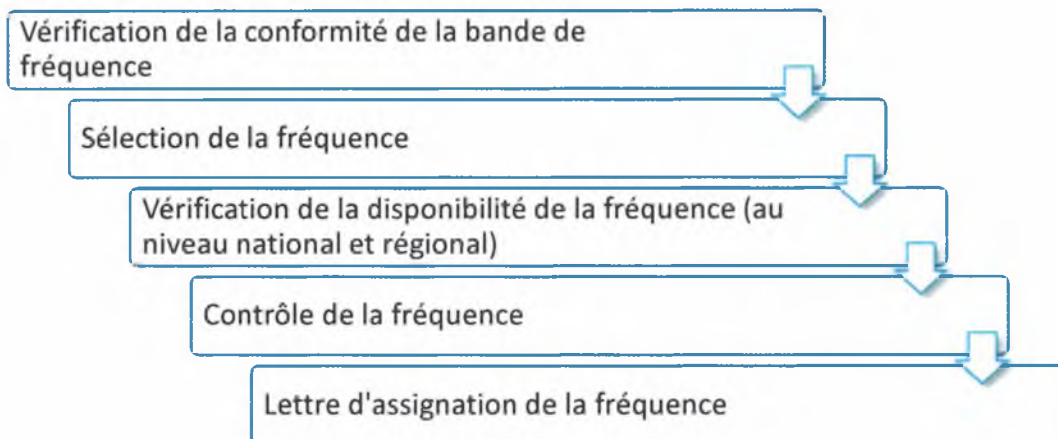 Vérification de la conformité de la bande de
fréquence
Sélection de la fréquence
Vérification de la disponibilité de la fréquence (au
niveau national et régional)
Contrôle de la fréquence
Lettre d'assignation de la fréquence